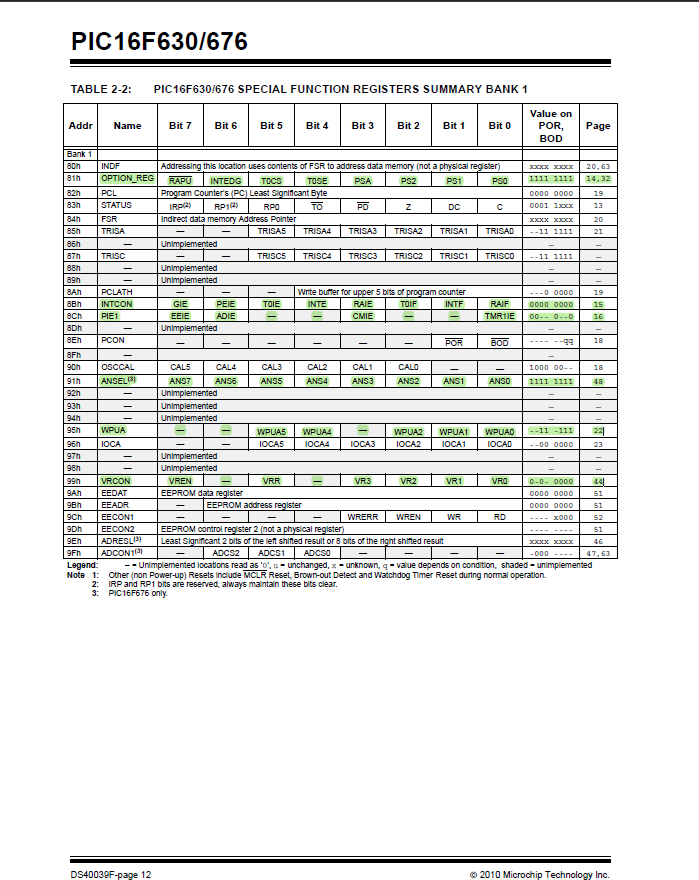 PIC16F630/676
TABLE 2-2: PIC16F630/676 SPECIAL FUNCTION REGISTERS SUMMARY BANK 1
Addr Name Bit 7 Bit 6 Bit 5 Bit 4 Bit 3 Bit 2 Bit 1 Bit 0 Value on POR, BOD Page
Bank 1
80h INDF Addressing this location uses contents of FSR to address data memory (not a physical register) xxxx xxxx 20,63
81h OPTION_REG RAPU INTEDG T0CS T0SE PSA PS2 PS1 PS0 1111 1111 14,32
82h PCL Program Counter's (PC) Least Significant Byte 0000 0000 19
83h STATUS IRP(2) RP1(2) RP0 TO PD Z DC C 0001 1xxx 13
84h FSR Indirect data memory Address Pointer xxxx xxxx 20
85h TRISA — — TRISA5 TRISA4 TRISA3 TRISA2 TRISA1 TRISA0 --11 1111 21
86h — Unimplemented — —
87h TRISC — — TRISC5 TRISC4 TRISC3 TRISC2 TRISC1 TRISC0 --11 1111 —
88h — Unimplemented — —
89h — Unimplemented — —
8Ah PCLATH — — — Write buffer for upper 5 bits of program counter ---0 0000 19
8Bh INTCON GIE PEIE T0IE INTE RAIE T0IF INTF RAIF 0000 0000 15
8Ch PIE1 EEIE ADIE — — CMIE — — TMR1IE 00-- 0--0 16
8Dh — Unimplemented — —
8Eh PCON — — — — — — POR BOD ---- --qq 18
8Fh — —
90h OSCCAL CAL5 CAL4 CAL3 CAL2 CAL1 CAL0 — — 1000 00-- 18
91h ANSEL(3) ANS7 ANS6 ANS5 ANS4 ANS3 ANS2 ANS1 ANS0 1111 1111 48
92h — Unimplemented — —
93h — Unimplemented — —
94h — Unimplemented — —
95h WPUA — — WPUA5 WPUA4 — WPUA2 WPUA1 WPUA0 --11 -111 22
96h IOCA — — IOCA5 IOCA4 IOCA3 IOCA2 IOCA1 IOCA0 --00 0000 23
97h — Unimplemented — —
98h — Unimplemented — —
99h VRCON VREN — VRR — VR3 VR2 VR1 VR0 0-0- 0000 44
9Ah EEDAT EEPROM data register 0000 0000 51
9Bh EEADR — EEPROM address register 0000 0000 51
9Ch EECON1 — — — — WRERR WREN WR RD ---- x000 52
9Dh EECON2 EEPROM control register 2 (not a physical register) ---- ---- 51
9Eh ADRESL(3) Least Significant 2 bits of the left shifted result or 8 bits of the right shifted result xxxx xxxx 46
9Fh ADCON1(3) — ADCS2 ADCS1 ADCS0 — — — — -000 ---- 47,63
Legend: – = Unimplemented locations read as '0', u = unchanged, x = unknown, q = value depends on condition, shaded = unimplemented
Note 1: Other (non Power-up) Resets include MCLR Reset, Brown-out Detect and Watchdog Timer Reset during normal operation.
2: IRP and RP1 bits are reserved, always maintain these bits clear.
3: PIC16F676 only.
DS40039F-page 12 © 2010 Microchip Technology Inc.